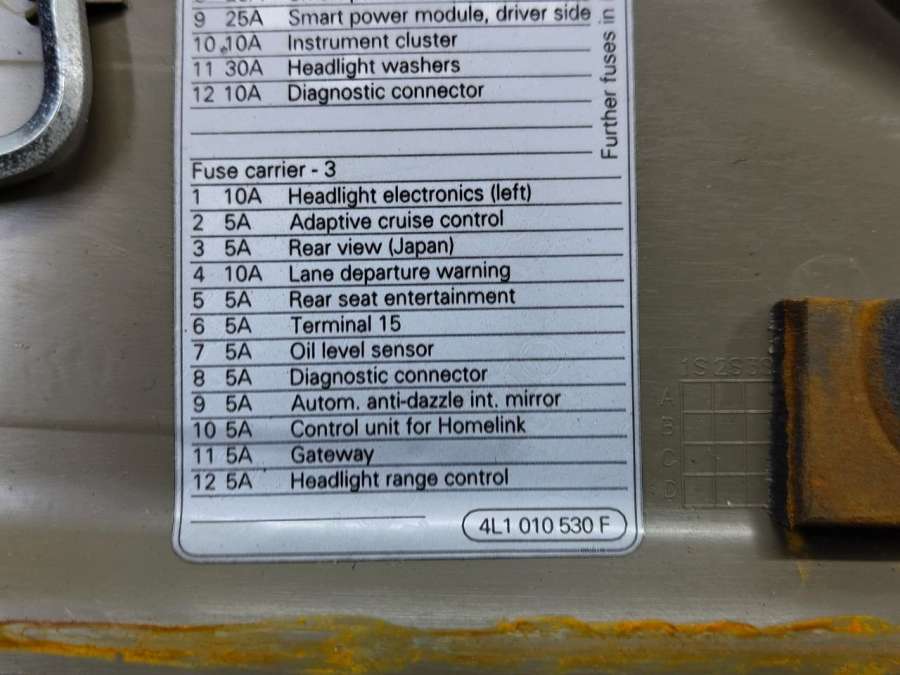 9 25A Smart power module, driver side
10 10A Instrument cluster
11 30A Headlight washers
12 10A Diagnostic connector
Further fuses in
Fuse carrier - 3
1 10A Headlight electronics (left)
2 5A Adaptive cruise control
3 5A Rear view (Japan)
4 10A Lane departure warning
5 5A Rear seat entertainment
6 5A Terminal 15
7 5A Oil level sensor
8 5A Diagnostic connector
9 5A Autom. anti-dazzle int. mirror
10 5A Control unit for Homelink
11 5A Gateway
12 5A Headlight range control
4L1 010 530 F
1S 2S 3S
A
B
C
D